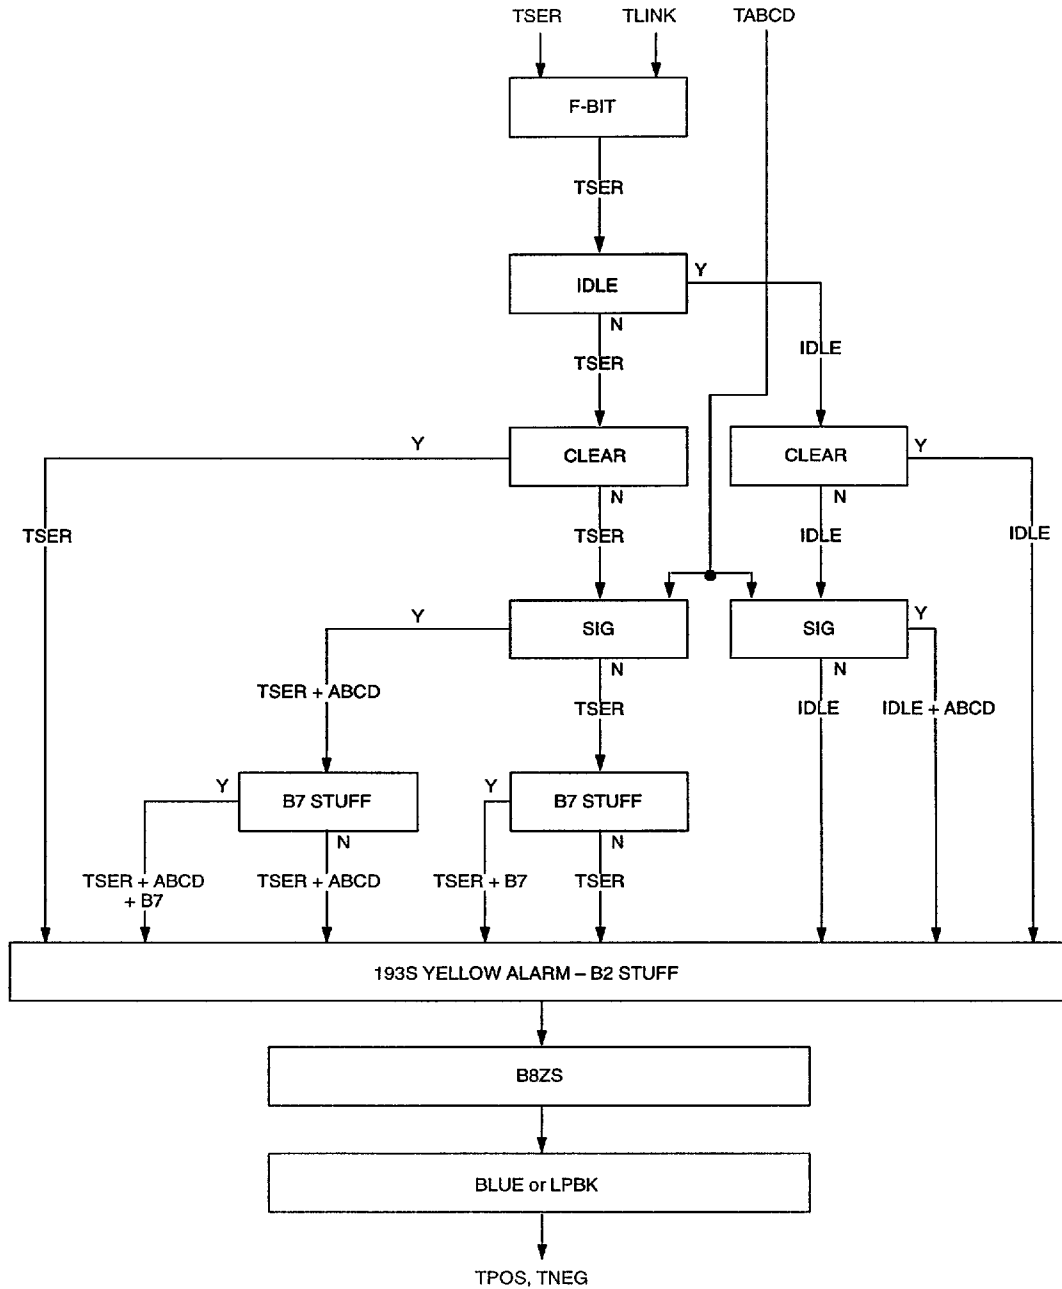 TSER TLINK TABCD
F-BIT
TSER
IDLE Y
N
TSER IDLE
Y CLEAR CLEAR Y
N N
TSER TSER IDLE IDLE
Y SIG SIG Y
N N
TSER + ABCD TSER IDLE IDLE + ABCD
Y B7 STUFF Y B7 STUFF
N N
TSER + ABCD TSER + ABCD TSER + B7 TSER
+ B7
193S YELLOW ALARM – B2 STUFF
B8ZS
BLUE or LPBK
TPOS, TNEG